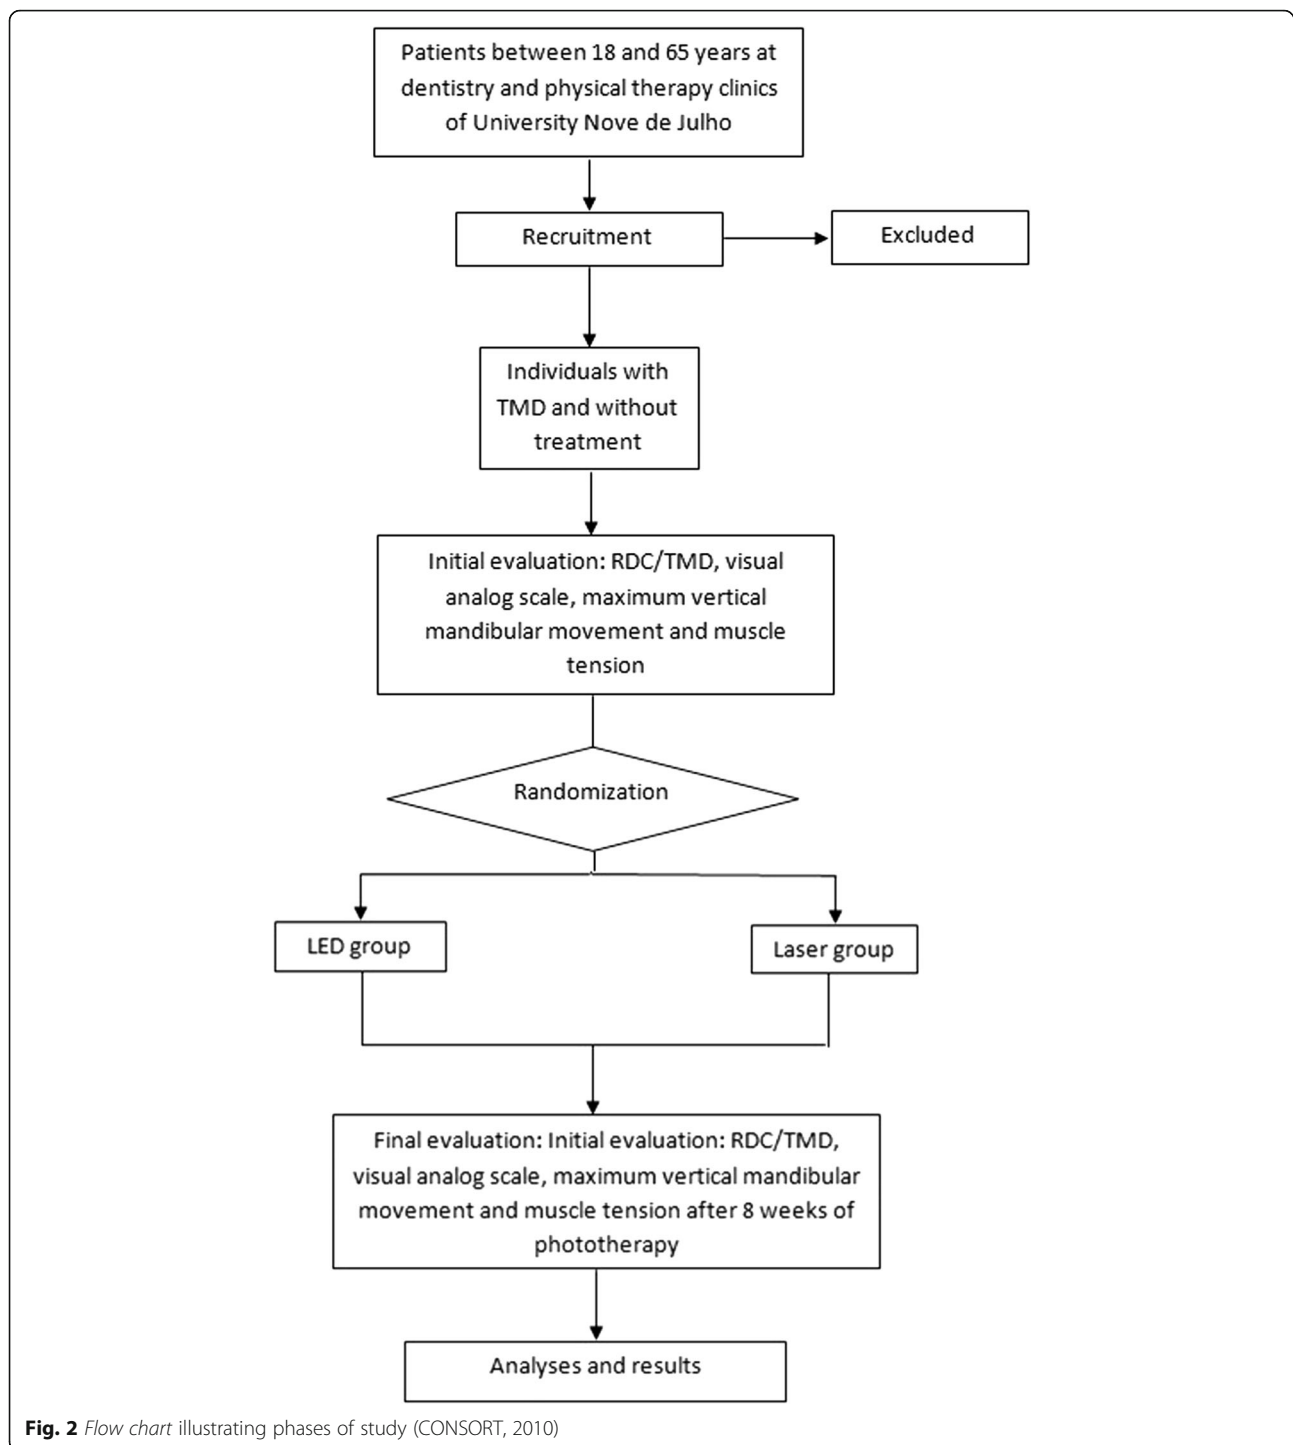 Patients between 18 and 65 years at
dentistry and physical therapy clinics
of University Nove de Julho
Recruitment
Excluded
Individuals with
TMD and without
treatment
Initial evaluation: RDC/TMD, visual
analog scale, maximum vertical
mandibular movement and muscle
tension
Randomization
LED group
Laser group
Final evaluation: Initial evaluation: RDC/TMD,
visual analog scale, maximum vertical mandibular
movement and muscle tension after 8 weeks of
phototherapy
Analyses and results
Fig. 2 Flow chart illustrating phases of study (CONSORT, 2010)